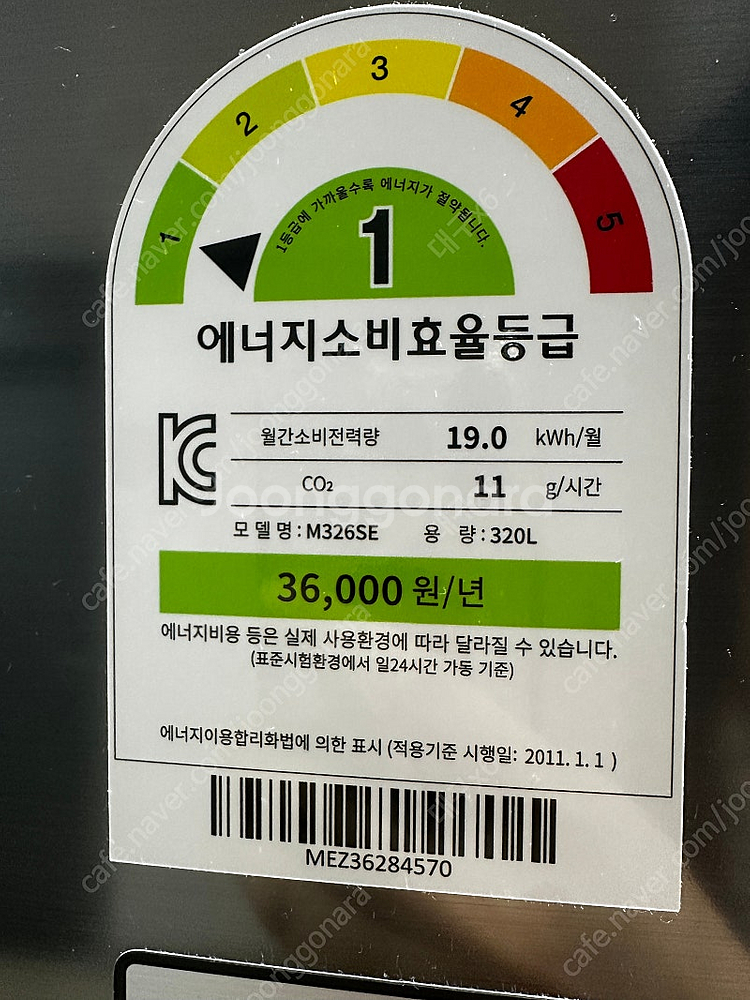 3
2 4
1 5
1등급에 가까울수록 에너지가 절약됩니다.
1
에너지소비효율등급
월간소비전력량 19.0 kWh/월
CO₂ 11 g/시간
모델명 : M326SE 용 량 : 320L
36,000 원/년
에너지비용 등은 실제 사용환경에 따라 달라질 수 있습니다.
(표준시험환경에서 일24시간 가동 기준)
에너지이용합리화법에 의한 표시 (적용기준 시행일: 2011. 1. 1 )
MEZ36284570
joonggonara
cafe.naver.com/joonggonara